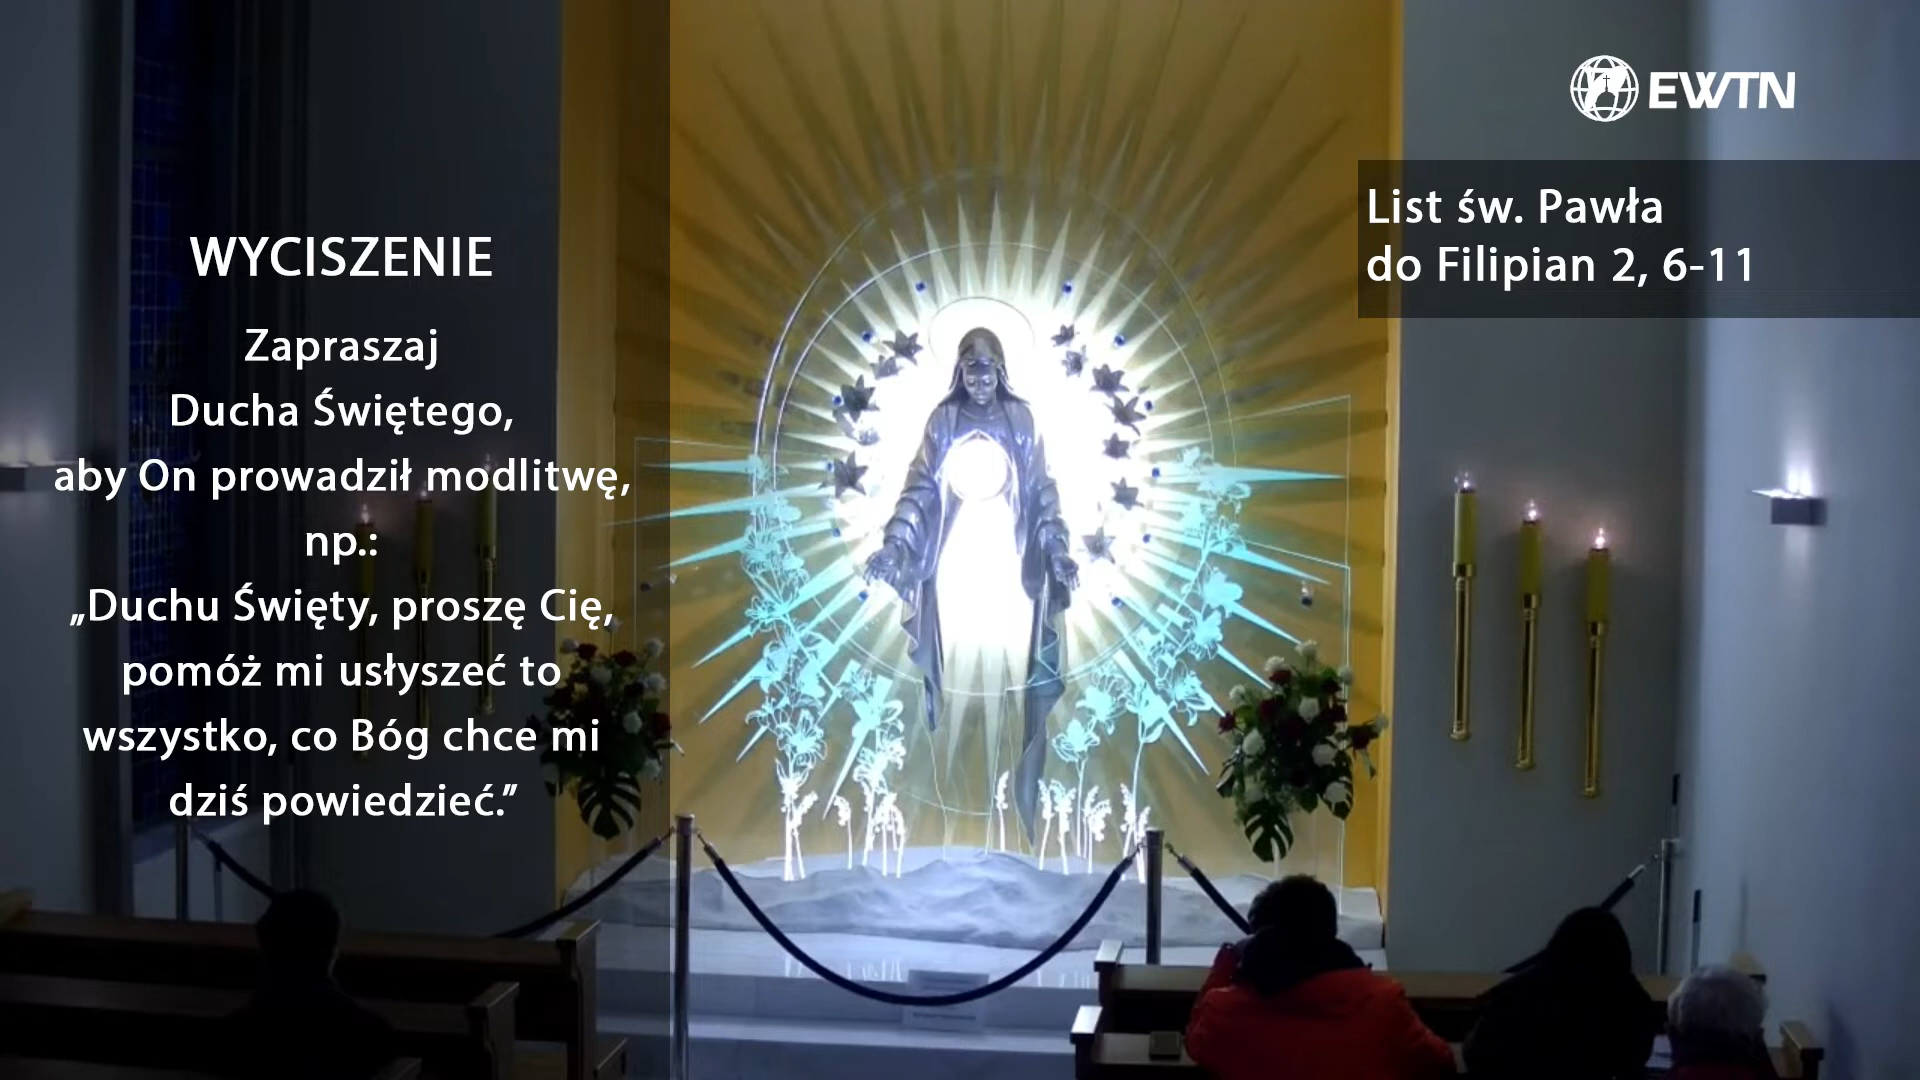 WYCISZENIE
Zapraszaj
Ducha Świętego,
aby On prowadził modlitwę,
np.:
„Duchu Święty, proszę Cię,
pomóż mi usłyszeć to
wszystko, co Bóg chce mi
dziś powiedzieć.”
EWTN
List św. Pawła
do Filipian 2, 6-11